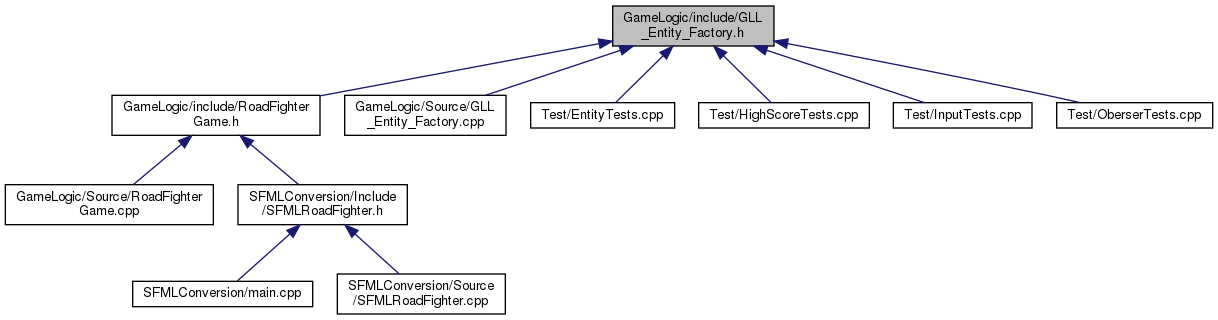 GameLogic/include/GLL
_Entity_Factory.h
GameLogic/include/RoadFighter
Game.h
GameLogic/Source/GLL
_Entity_Factory.cpp
Test/EntityTests.cpp
Test/HighScoreTests.cpp
Test/InputTests.cpp
Test/OberserTests.cpp
GameLogic/Source/RoadFighter
Game.cpp
SFMLConversion/Include
/SFMLRoadFighter.h
SFMLConversion/main.cpp
SFMLConversion/Source
/SFMLRoadFighter.cpp